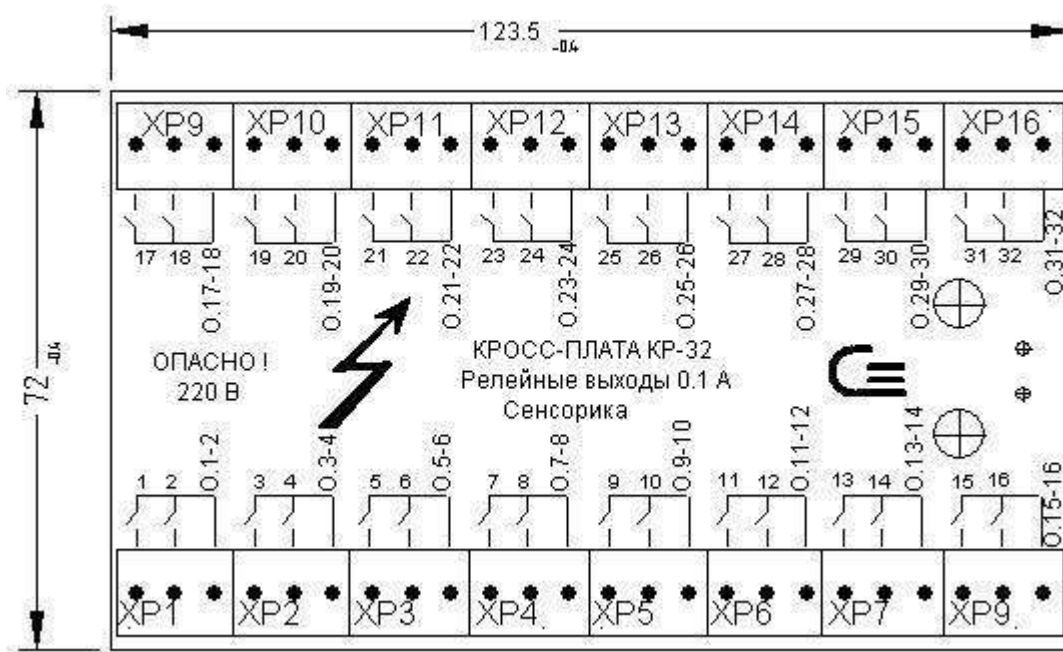 123.5 -0.4
72 -0.4
XP9 XP10 XP11 XP12 XP13 XP14 XP15 XP16
17 18 19 20 21 22 23 24 25 26 27 28 29 30 31 32
О.17-18 О.19-20 О.21-22 О.23-24 О.25-26 О.27-28 О.29-30 О.31-32
ОПАСНО !
220 В
КРОСС-ПЛАТА КР-32
Релейные выходы 0.1 А
Сенсорика
О.1-2 О.3-4 О.5-6 О.7-8 О.9-10 О.11-12 О.13-14 О.15-16
1 2 3 4 5 6 7 8 9 10 11 12 13 14 15 16
XP1 XP2 XP3 XP4 XP5 XP6 XP7 XP9